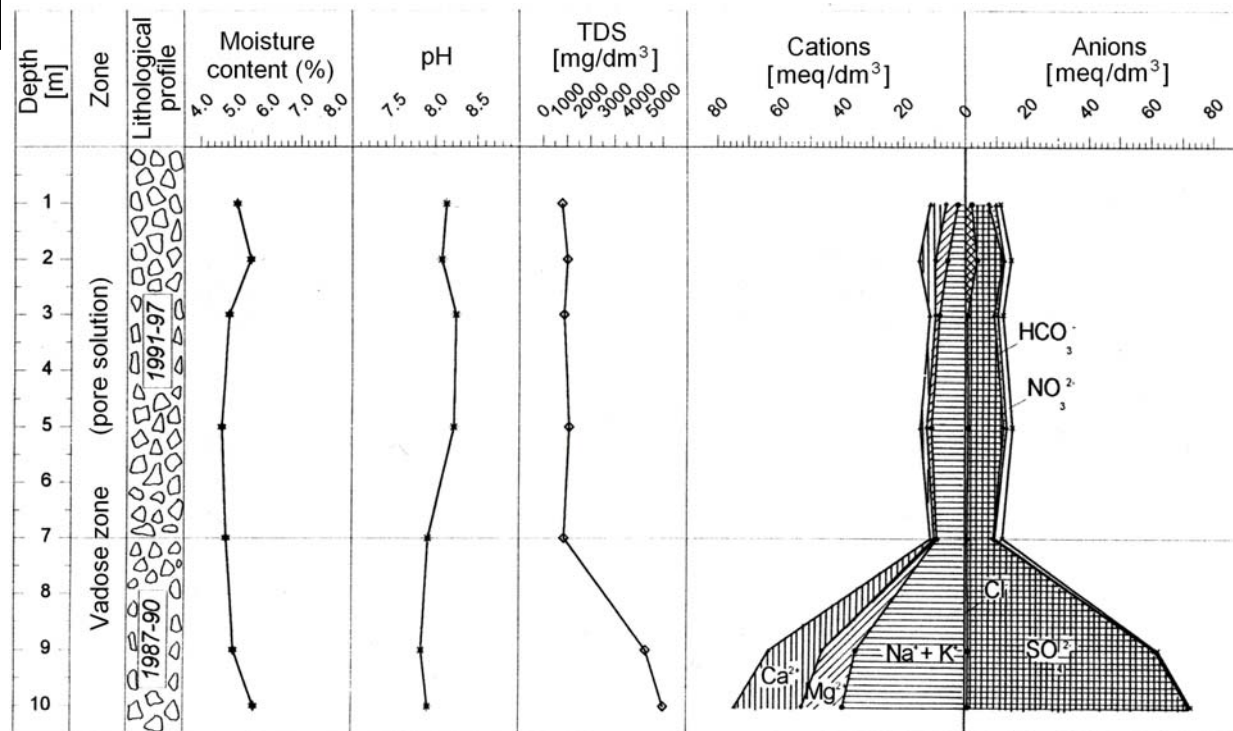 Depth [m]
Zone
Lithological profile
Moisture content (%)
4.0 5.0 6.0 7.0 8.0
pH
7.5 8.0 8.5
TDS [mg/dm³]
0 1000 2000 3000 4000 5000
Cations [meq/dm³]
80 60 40 20 0
Anions [meq/dm³]
20 40 60 80
1
2
3
4
5
6
7
8
9
10
Vadose zone (pore solution)
1991-97
1987-90
HCO₃⁻
NO₃²⁻
Cl
Na⁺+ K⁺
SO₄²⁻
Ca²⁺
Mg²⁺